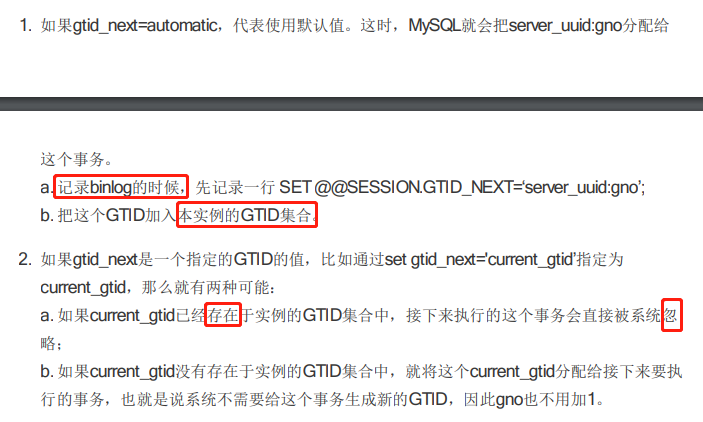 1. 如果gtid_next=automatic，代表使用默认值。这时，MySQL就会把server_uuid:gno分配给
这个事务。
a. 记录binlog的时候，先记录一行 SET @@SESSION.GTID_NEXT=‘server_uuid:gno’;
b. 把这个GTID加入本实例的GTID集合。
2. 如果gtid_next是一个指定的GTID的值，比如通过set gtid_next='current_gtid’指定为
current_gtid，那么就有两种可能：
a. 如果current_gtid已经存在于实例的GTID集合中，接下来执行的这个事务会直接被系统忽
略；
b. 如果current_gtid没有存在于实例的GTID集合中，就将这个current_gtid分配给接下来要执
行的事务，也就是说系统不需要给这个事务生成新的GTID，因此gno也不用加1。